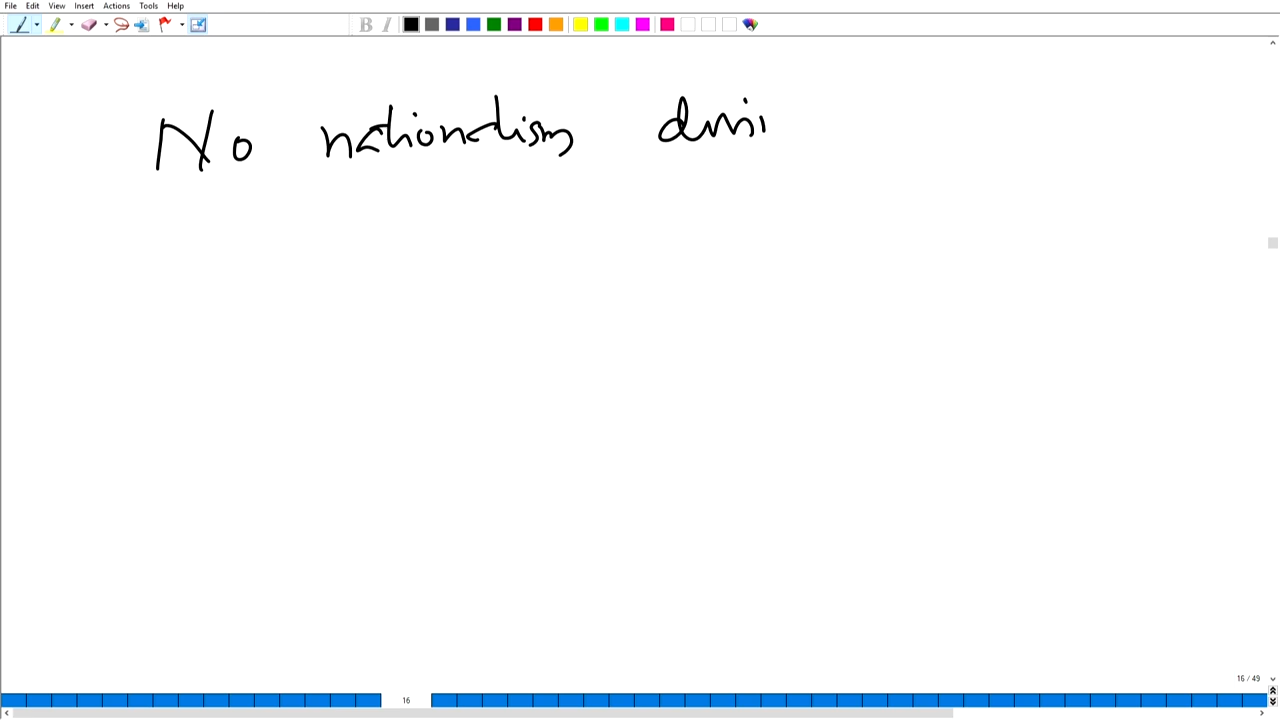 File Edit View Insert Actions Tools Help
B I
No nationalism
16 / 49
16